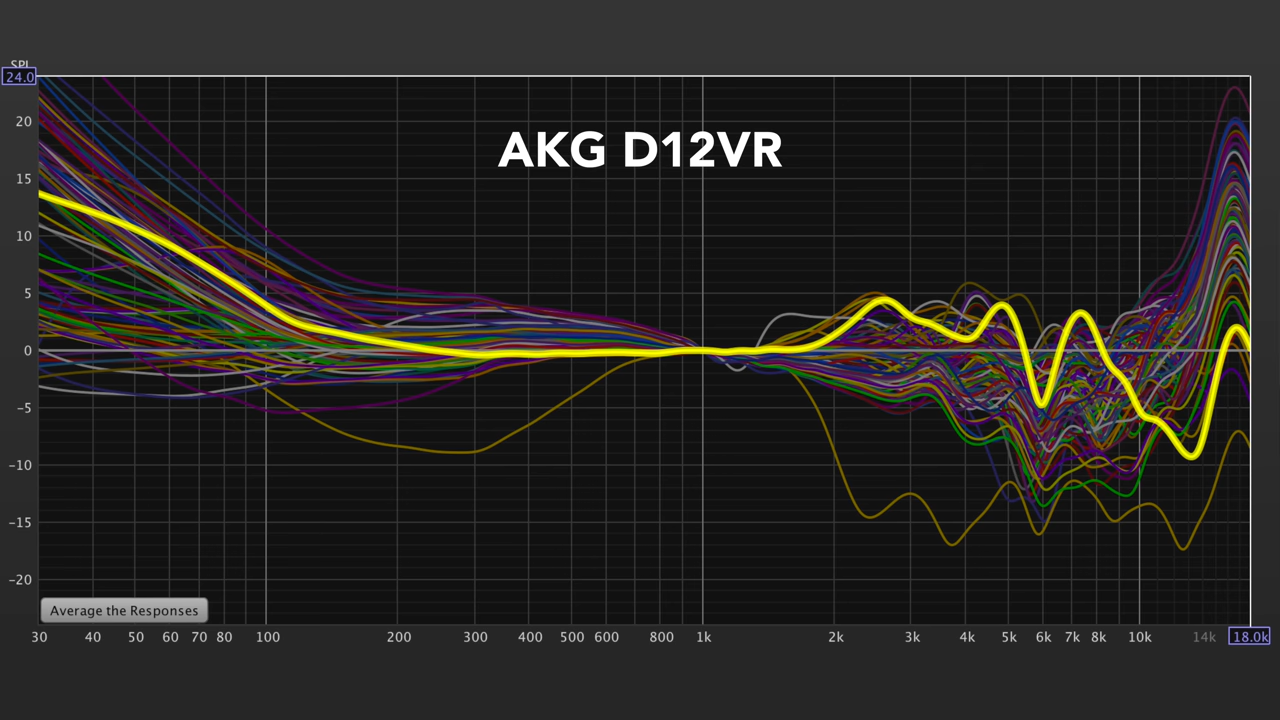 SPL
24.0
AKG D12VR
20
15
10
5
0
-5
-10
-15
-20
Average the Responses
30 40 50 60 70 80 100 200 300 400 500 600 800 1k 2k 3k 4k 5k 6k 7k 8k 10k 14k 18.0k